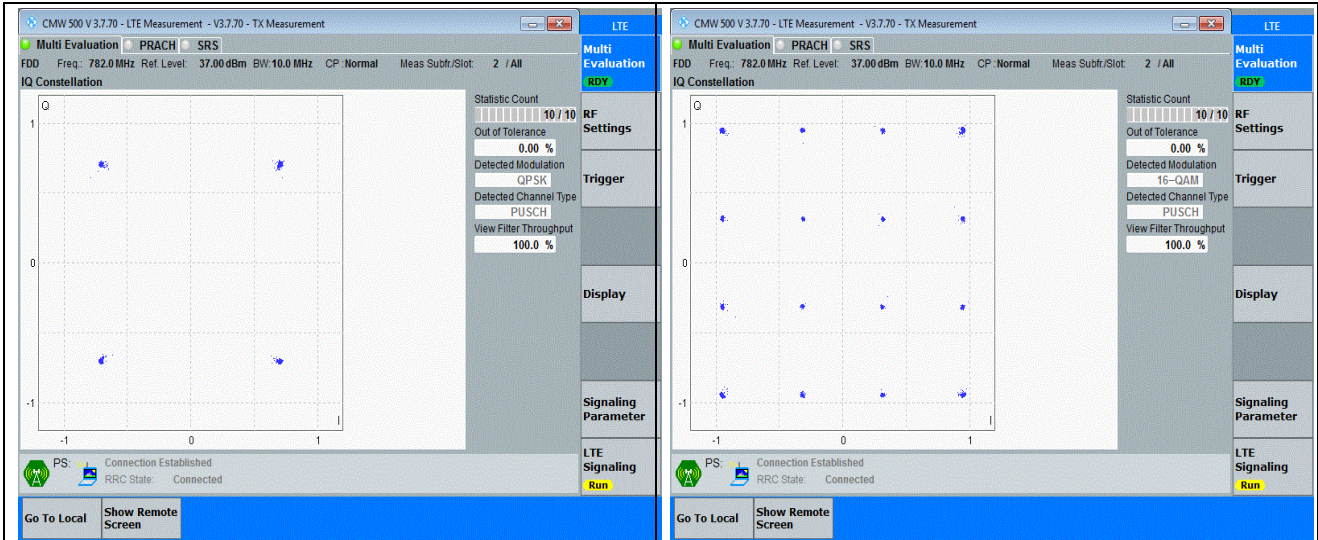 CMW 500 V 3.7.70 - LTE Measurement - V3.7.70 - TX Measurement
LTE
Multi Evaluation PRACH SRS
Multi
Evaluation
RDY
FDD Freq.: 782.0 MHz Ref. Level: 37.00 dBm BW: 10.0 MHz CP : Normal Meas Subfr./Slot: 2 / All
IQ Constellation
Q
1
0
-1
-1 0 1
I
Statistic Count
10 / 10
Out of Tolerance
0.00 %
Detected Modulation
QPSK
Detected Channel Type
PUSCH
View Filter Throughput
100.0 %
RF
Settings
Trigger
Display
Signaling
Parameter
LTE
Signaling
Run
PS: Connection Established
RRC State: Connected
Go To Local
Show Remote
Screen
CMW 500 V 3.7.70 - LTE Measurement - V3.7.70 - TX Measurement
LTE
Multi Evaluation PRACH SRS
Multi
Evaluation
RDY
FDD Freq.: 782.0 MHz Ref. Level: 37.00 dBm BW: 10.0 MHz CP : Normal Meas Subfr./Slot: 2 / All
IQ Constellation
Q
1
0
-1
-1 0 1
I
Statistic Count
10 / 10
Out of Tolerance
0.00 %
Detected Modulation
16-QAM
Detected Channel Type
PUSCH
View Filter Throughput
100.0 %
RF
Settings
Trigger
Display
Signaling
Parameter
LTE
Signaling
Run
PS: Connection Established
RRC State: Connected
Go To Local
Show Remote
Screen